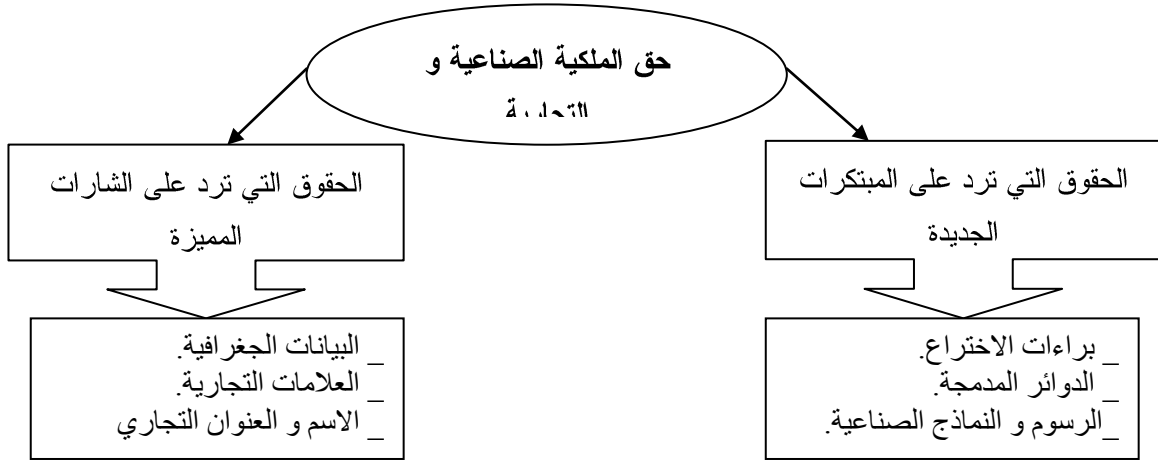 حق الملكية الصناعية و
التجارية
الحقوق التي ترد على المبتكرات
الجديدة
الحقوق التي ترد على الشارات
المميزة
_ براءات الاختراع.
_ الدوائر المدمجة.
_الرسوم و النماذج الصناعية.
_ البيانات الجغرافية.
_ العلامات التجارية.
_ الاسم و العنوان التجاري